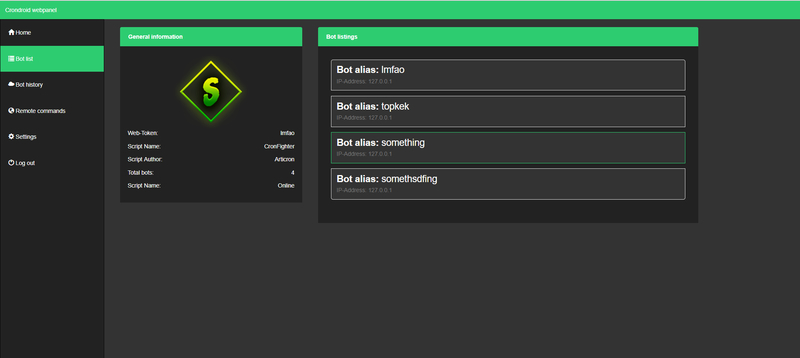 Crondroid webpanel
Home
Bot list
Bot history
Remote commands
Settings
Log out
General information
S
Web-Token: lmfao
Script Name: CronFighter
Script Author: Articron
Total bots: 4
Script Name: Online
Bot listings
Bot alias: lmfao
IP-Address: 127.0.0.1
Bot alias: topkek
IP-Address: 127.0.0.1
Bot alias: something
IP-Address: 127.0.0.1
Bot alias: somethsdfing
IP-Address: 127.0.0.1